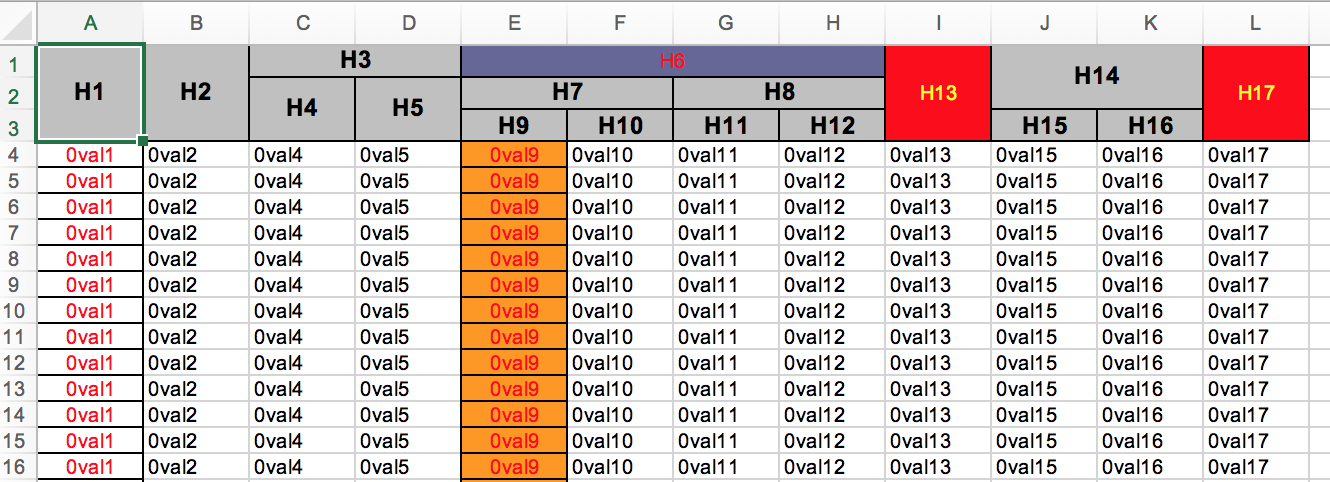 A B C D E F G H I J K L
1 H3 H6
H14
2 H1 H2 H7 H8 H13 H17
H4 H5
3 H9 H10 H11 H12 H15 H16
4 0val1 0val2 0val4 0val5 0val9 0val10 0val11 0val12 0val13 0val15 0val16 0val17
5 0val1 0val2 0val4 0val5 0val9 0val10 0val11 0val12 0val13 0val15 0val16 0val17
6 0val1 0val2 0val4 0val5 0val9 0val10 0val11 0val12 0val13 0val15 0val16 0val17
7 0val1 0val2 0val4 0val5 0val9 0val10 0val11 0val12 0val13 0val15 0val16 0val17
8 0val1 0val2 0val4 0val5 0val9 0val10 0val11 0val12 0val13 0val15 0val16 0val17
9 0val1 0val2 0val4 0val5 0val9 0val10 0val11 0val12 0val13 0val15 0val16 0val17
10 0val1 0val2 0val4 0val5 0val9 0val10 0val11 0val12 0val13 0val15 0val16 0val17
11 0val1 0val2 0val4 0val5 0val9 0val10 0val11 0val12 0val13 0val15 0val16 0val17
12 0val1 0val2 0val4 0val5 0val9 0val10 0val11 0val12 0val13 0val15 0val16 0val17
13 0val1 0val2 0val4 0val5 0val9 0val10 0val11 0val12 0val13 0val15 0val16 0val17
14 0val1 0val2 0val4 0val5 0val9 0val10 0val11 0val12 0val13 0val15 0val16 0val17
15 0val1 0val2 0val4 0val5 0val9 0val10 0val11 0val12 0val13 0val15 0val16 0val17
16 0val1 0val2 0val4 0val5 0val9 0val10 0val11 0val12 0val13 0val15 0val16 0val17